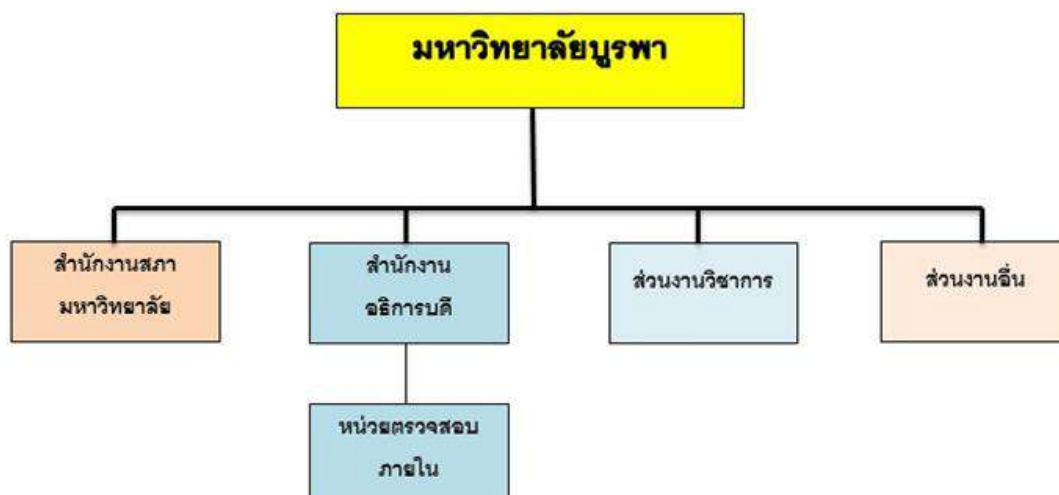 มหาวิทยาลัยบูรพา
สำนักงานสภา
มหาวิทยาลัย
สำนักงาน
อธิการบดี
ส่วนงานวิชาการ
ส่วนงานอื่น
หน่วยตรวจสอบ
ภายใน